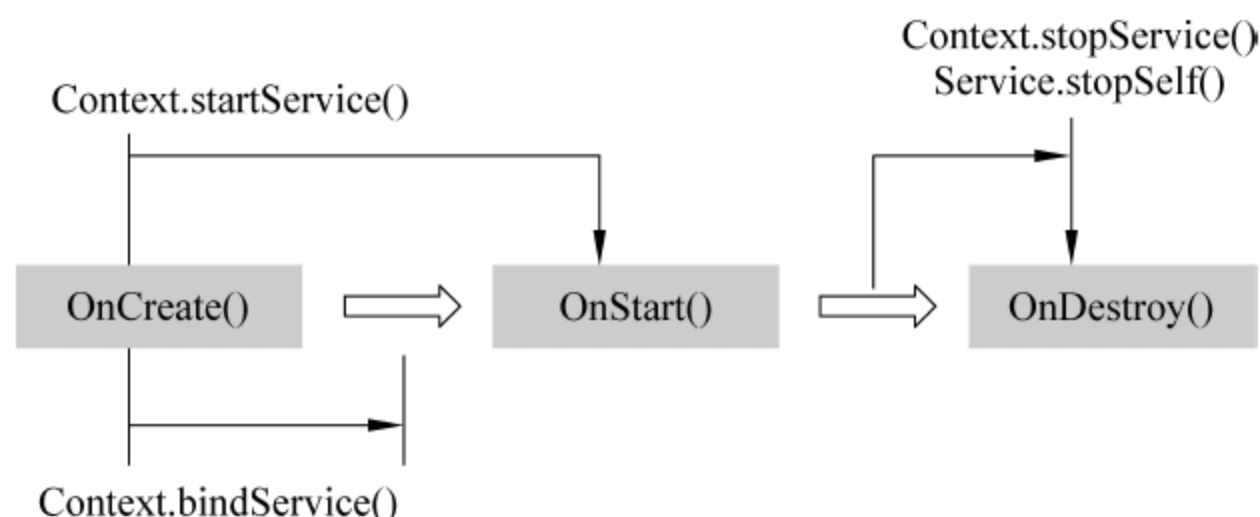 Context.stopService()
Service.stopSelf()
Context.startService()
OnCreate()
OnStart()
OnDestroy()
Context.bindService()